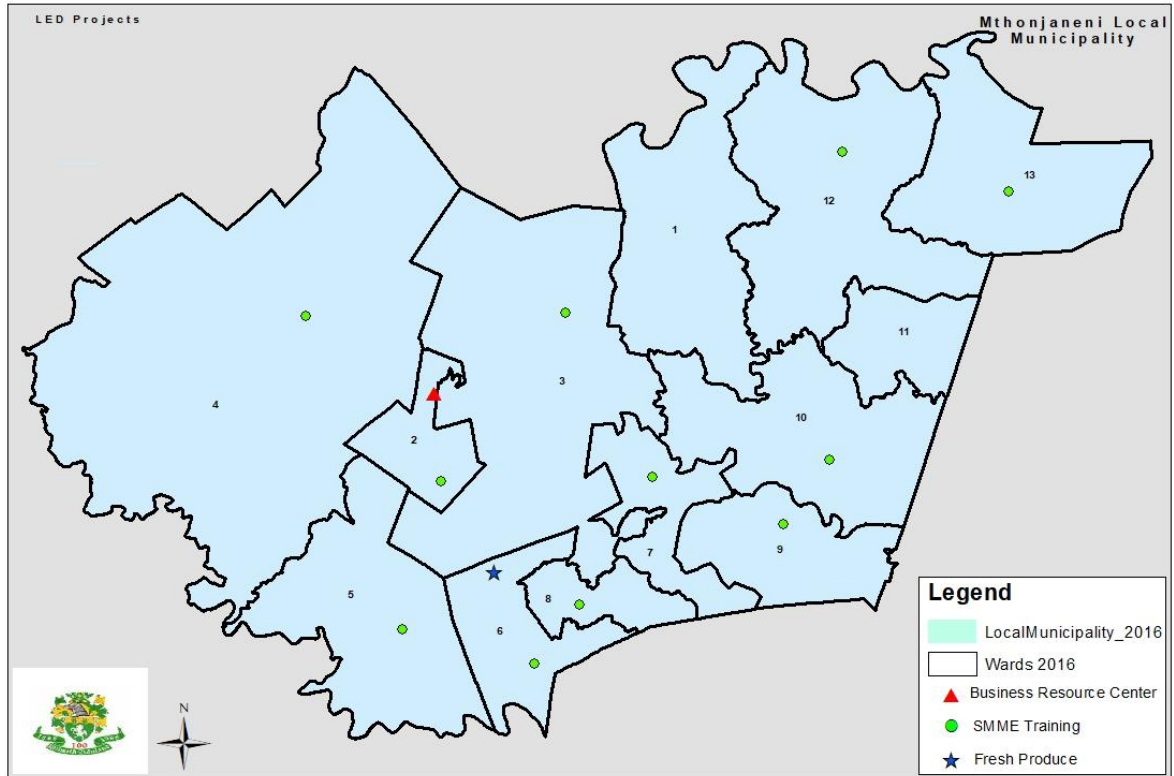 LED Projects
Mthonjaneni Local
Municipality
13
12
1
11
4
3
10
2
7
9
5
8
6
Legend
LocalMunicipality_2016
Wards 2016
Business Resource Center
SMME Training
Fresh Produce
N
100